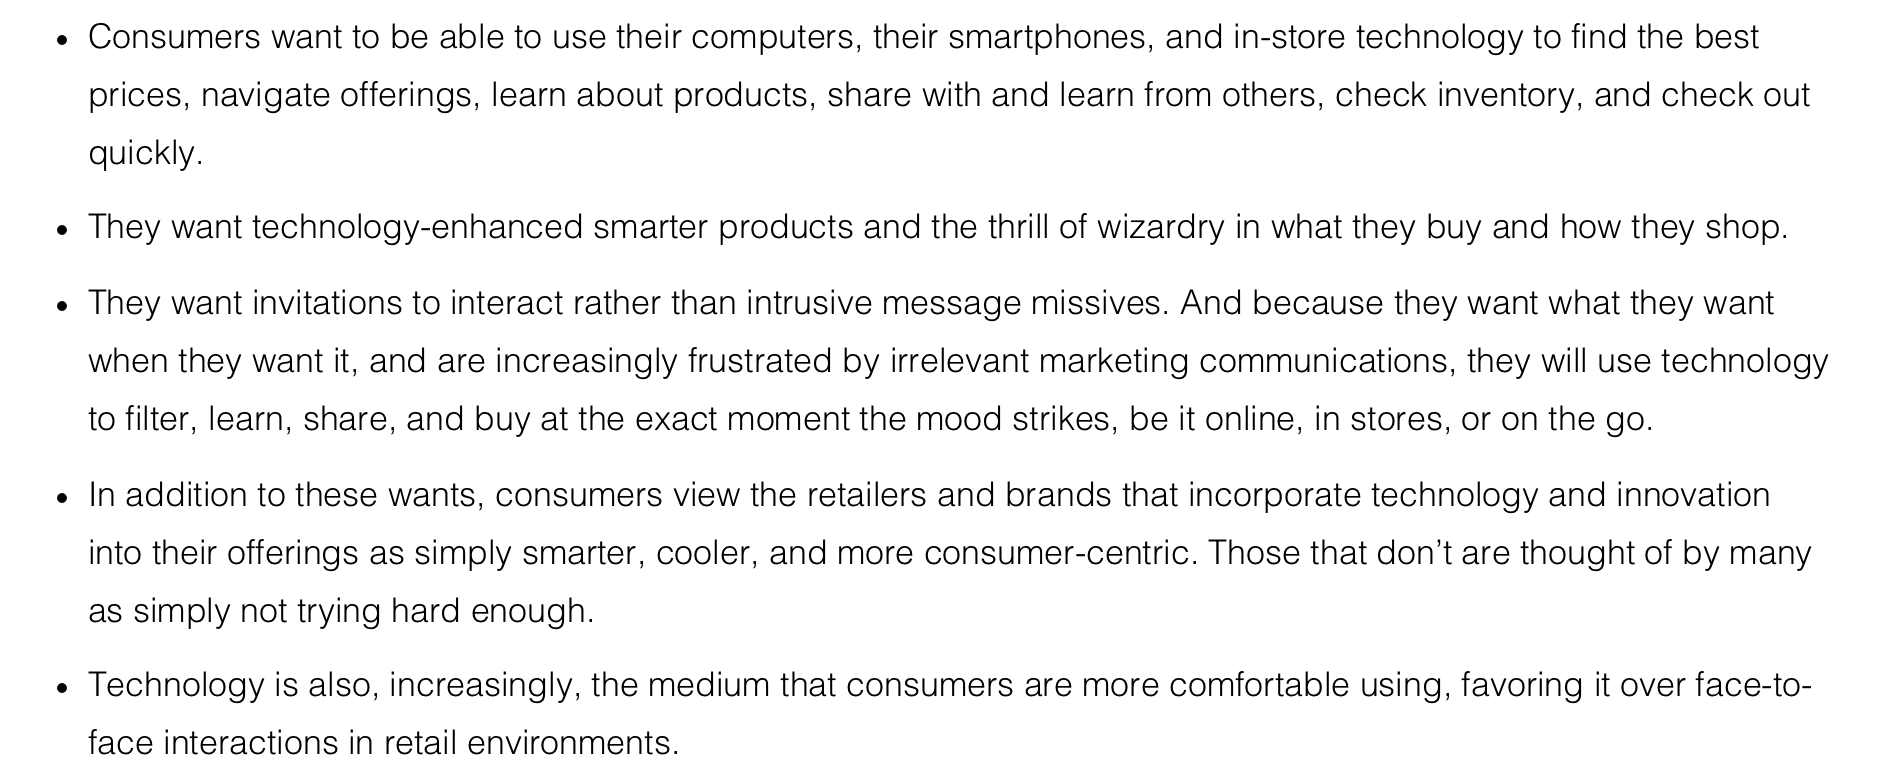 • Consumers want to be able to use their computers, their smartphones, and in-store technology to find the best
prices, navigate offerings, learn about products, share with and learn from others, check inventory, and check out
quickly.
• They want technology-enhanced smarter products and the thrill of wizardry in what they buy and how they shop.
• They want invitations to interact rather than intrusive message missives. And because they want what they want
when they want it, and are increasingly frustrated by irrelevant marketing communications, they will use technology
to filter, learn, share, and buy at the exact moment the mood strikes, be it online, in stores, or on the go.
• In addition to these wants, consumers view the retailers and brands that incorporate technology and innovation
into their offerings as simply smarter, cooler, and more consumer-centric. Those that don’t are thought of by many
as simply not trying hard enough.
• Technology is also, increasingly, the medium that consumers are more comfortable using, favoring it over face-to-
face interactions in retail environments.